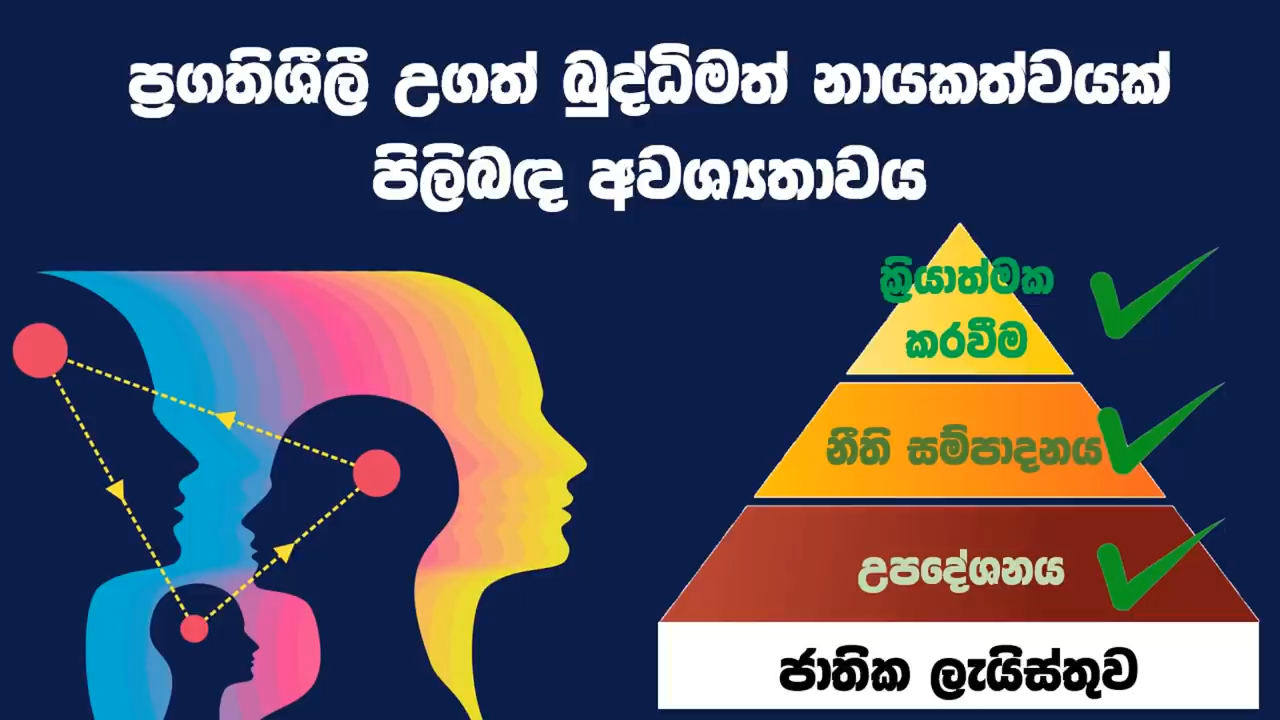 ප්‍රගතිශීලී උගත් බුද්ධිමත් නායකත්වයක්
පිලිබඳ අවශ්‍යතාවය
ක්‍රියාත්මක
කරවීම
නීති සම්පාදනය
උපදේශනය
ජාතික ලැයිස්තුව